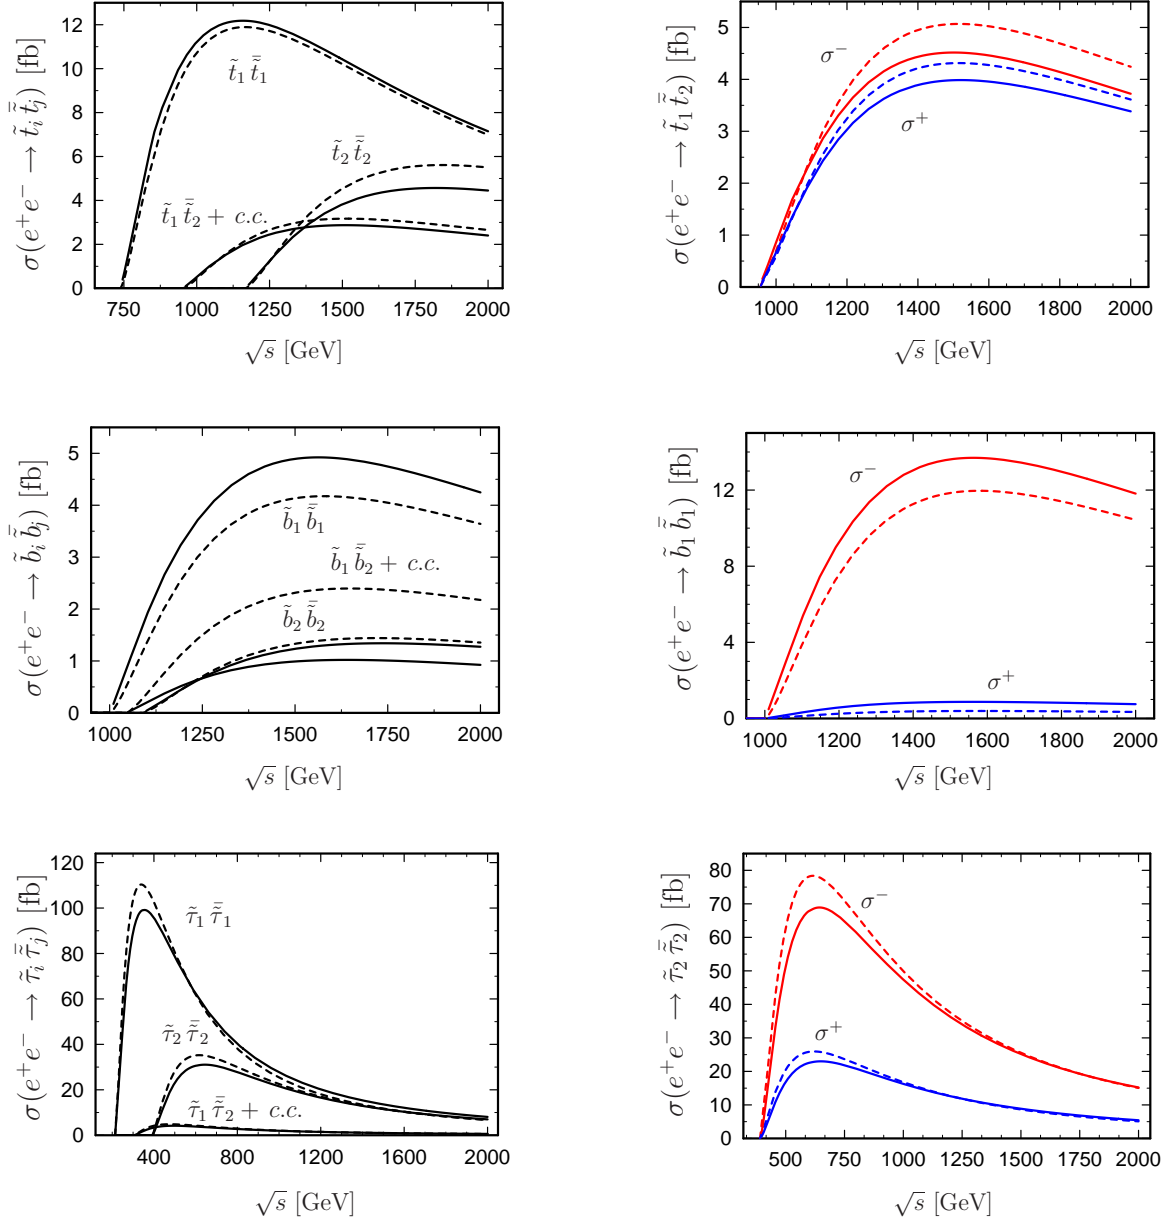 σ(e⁺e⁻ ⟶ t̃ᵢ t̃̄ⱼ) [fb]
12
10
8
6
4
2
0
t̃₁ t̃̄₁
t̃₂ t̃̄₂
t̃₁ t̃̄₂ + c.c.
750 1000 1250 1500 1750 2000
√s [GeV]
σ(e⁺e⁻ ⟶ t̃₁ t̃̄₂) [fb]
5
4
3
2
1
0
σ⁻
σ⁺
1000 1200 1400 1600 1800 2000
√s [GeV]
σ(e⁺e⁻ ⟶ b̃ᵢ b̃̄ⱼ) [fb]
5
4
3
2
1
0
b̃₁ b̃̄₁
b̃₁ b̃̄₂ + c.c.
b̃₂ b̃̄₂
1000 1250 1500 1750 2000
√s [GeV]
σ(e⁺e⁻ ⟶ b̃₁ b̃̄₁) [fb]
12
8
4
0
σ⁻
σ⁺
1000 1200 1400 1600 1800 2000
√s [GeV]
σ(e⁺e⁻ ⟶ τ̃ᵢ τ̃̄ⱼ) [fb]
120
100
80
60
40
20
0
τ̃₁ τ̃̄₁
τ̃₂ τ̃̄₂
τ̃₁ τ̃̄₂ + c.c.
400 800 1200 1600 2000
√s [GeV]
σ(e⁺e⁻ ⟶ τ̃₂ τ̃̄₂) [fb]
80
70
60
50
40
30
20
10
0
σ⁻
σ⁺
500 750 1000 1250 1500 1750 2000
√s [GeV]